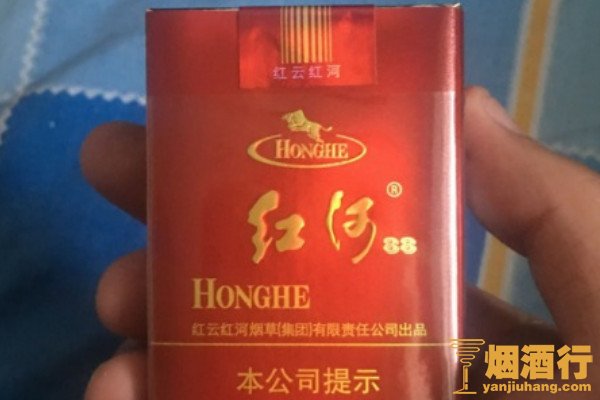 红云红河
HONGHE
红河®88
HONGHE
红云红河烟草(集团)有限责任公司出品
本公司提示
烟酒行
yanjiuhang.com